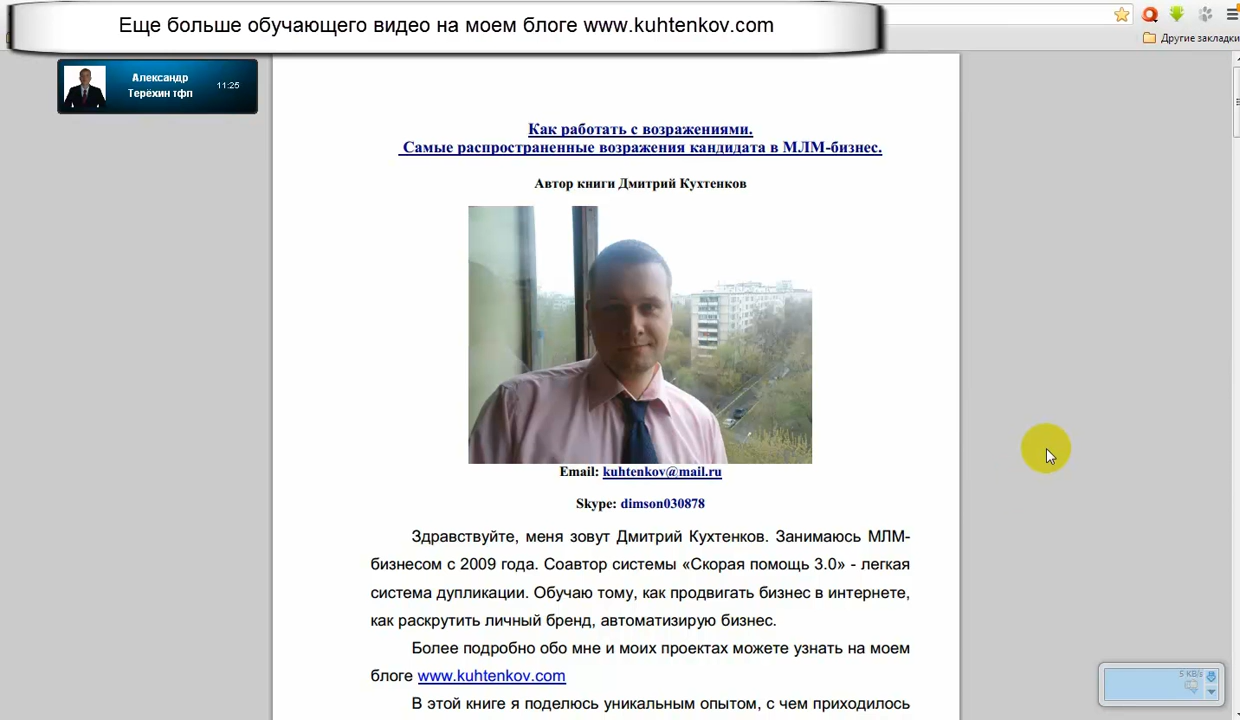 Еще больше обучающего видео на моем блоге www.kuhtenkov.com
Другие закладки
Александр
Терёхин тфп
11:25
Как работать с возражениями.
Самые распространенные возражения кандидата в МЛМ-бизнес.
Автор книги Дмитрий Кухтенков
Email: kuhtenkov@mail.ru
Skype: dimson030878
Здравствуйте, меня зовут Дмитрий Кухтенков. Занимаюсь МЛМ-
бизнесом с 2009 года. Соавтор системы «Скорая помощь 3.0» - легкая
система дупликации. Обучаю тому, как продвигать бизнес в интернете,
как раскрутить личный бренд, автоматизирую бизнес.
Более подробно обо мне и моих проектах можете узнать на моем
блоге www.kuhtenkov.com
В этой книге я поделюсь уникальным опытом, с чем приходилось
5 KB/s